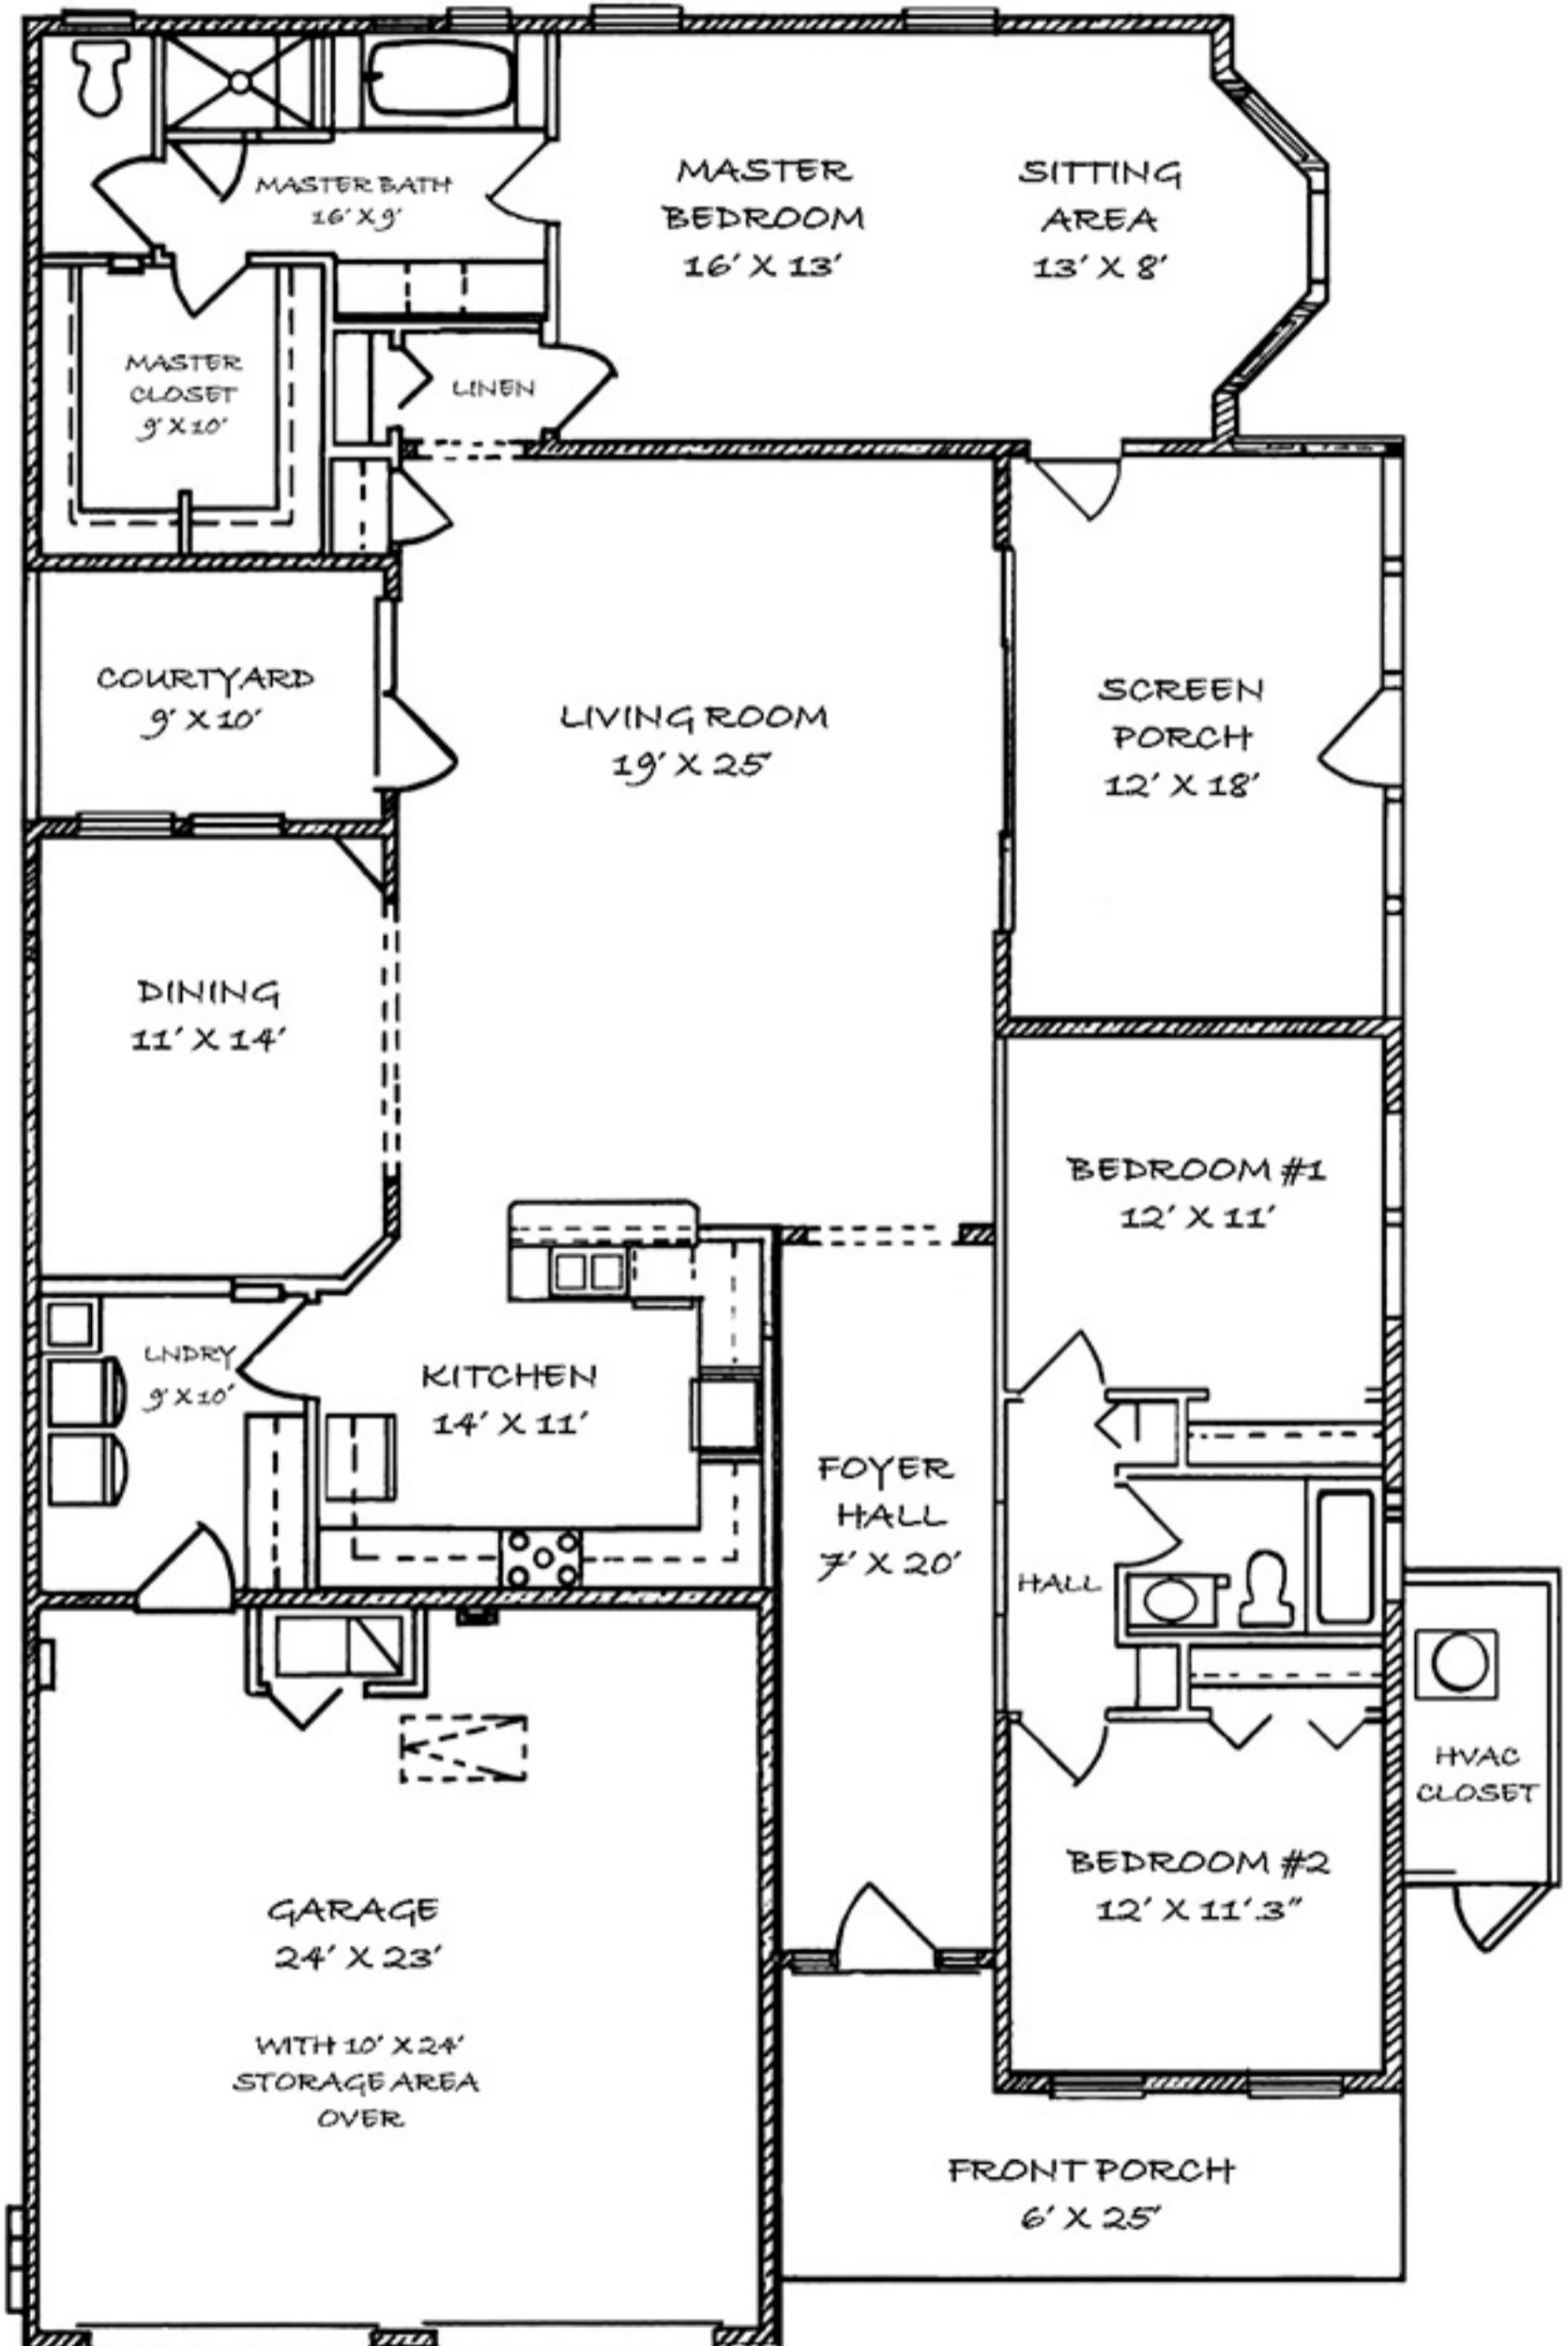 MASTER BATH
16' X 9'
MASTER
BEDROOM
16' X 13'
SITTING
AREA
13' X 8'
MASTER
CLOSET
9' X 10'
LINEN
COURTYARD
9' X 10'
LIVING ROOM
19' X 25'
SCREEN
PORCH
12' X 18'
DINING
11' X 14'
BEDROOM #1
12' X 11'
LNDRY
9' X 10'
KITCHEN
14' X 11'
FOYER
HALL
7' X 20'
HALL
HVAC
CLOSET
BEDROOM #2
12' X 11'.3"
GARAGE
24' X 23'
WITH 10' X 24'
STORAGE AREA
OVER
FRONT PORCH
6' X 25'